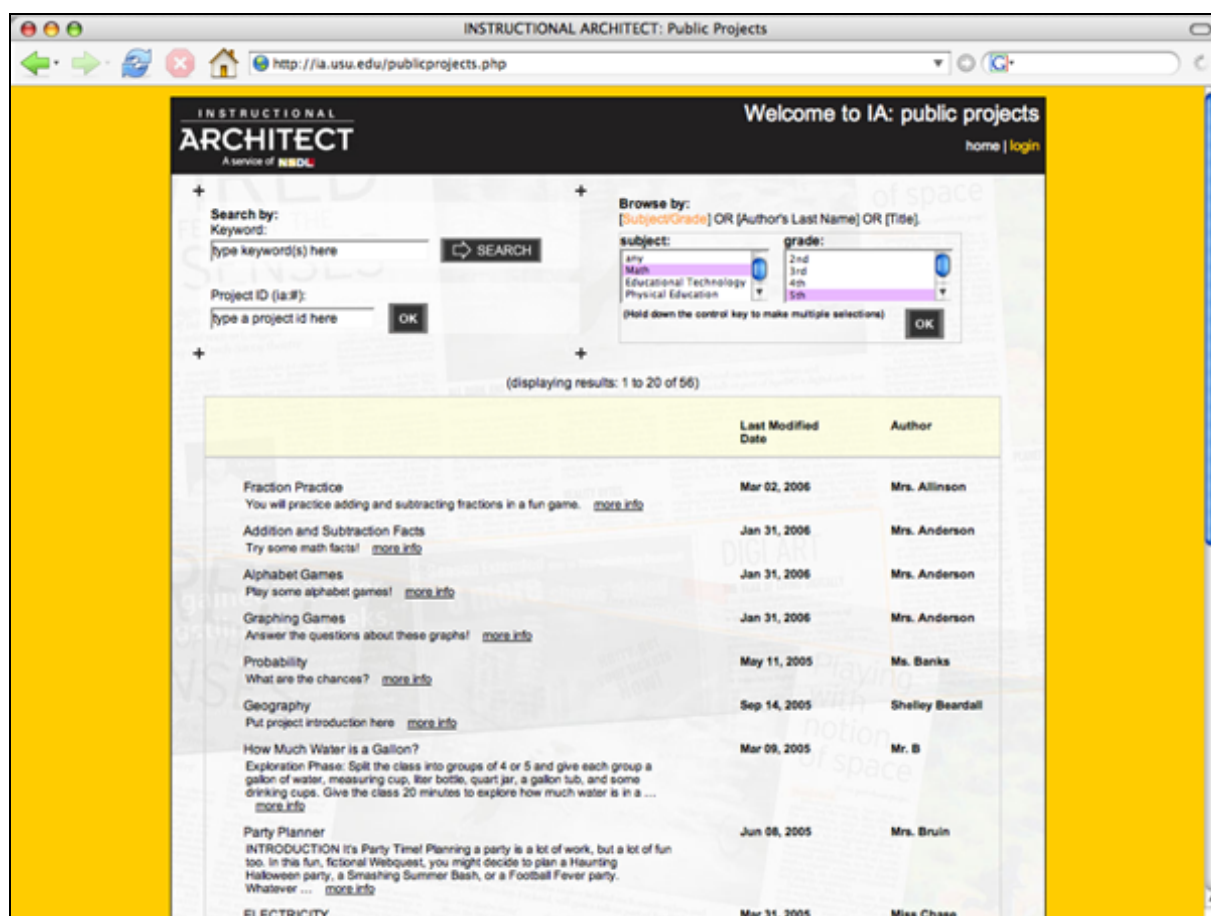 INSTRUCTIONAL ARCHITECT: Public Projects
http://ia.usu.edu/publicprojects.php
INSTRUCTIONAL
ARCHITECT
A service of NSDL
Welcome to IA: public projects
home | login
Search by:
Keyword:
type keyword(s) here
SEARCH
Project ID (ia:#):
type a project id here
OK
Browse by:
[Subject/Grade] OR [Author's Last Name] OR [Title].
subject:
any
Math
Educational Technology
Physical Education
grade:
2nd
3rd
4th
5th
(Hold down the control key to make multiple selections)
OK
(displaying results: 1 to 20 of 56)
Last Modified
Date
Author
Fraction Practice Mar 02, 2006 Mrs. Allinson
You will practice adding and subtracting fractions in a fun game. more info
Addition and Subtraction Facts Jan 31, 2006 Mrs. Anderson
Try some math facts! more info
Alphabet Games Jan 31, 2006 Mrs. Anderson
Play some alphabet games! more info
Graphing Games Jan 31, 2006 Mrs. Anderson
Answer the questions about these graphs! more info
Probability May 11, 2005 Ms. Banks
What are the chances? more info
Geography Sep 14, 2005 Shelley Beardall
Put project introduction here more info
How Much Water is a Gallon? Mar 09, 2005 Mr. B
Exploration Phase: Split the class into groups of 4 or 5 and give each group a
gallon of water, measuring cup, liter bottle, quart jar, a gallon tub, and some
drinking cups. Give the class 20 minutes to explore how much water is in a ...
more info
Party Planner Jun 08, 2005 Mrs. Bruin
INTRODUCTION It's Party Time! Planning a party is a lot of work, but a lot of fun
too. In this fun, fictional Webquest, you might decide to plan a Haunting
Halloween party, a Smashing Summer Bash, or a Football Fever party.
Whatever ... more info
ELECTRICITY Mar 31, 2005 Miss Chase